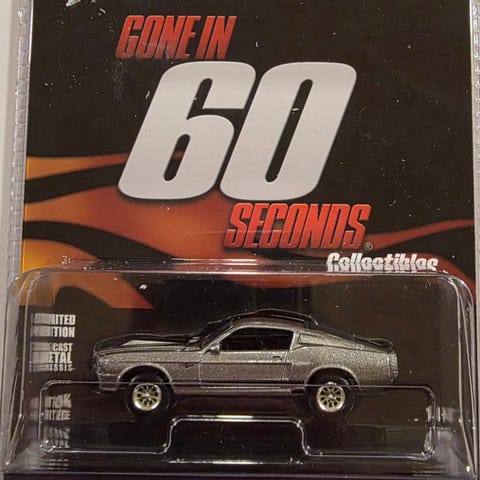 GONE IN
60
SECONDS®
Collectibles
LIMITED
EDITION
DIE CAST
METAL
CHASSIS